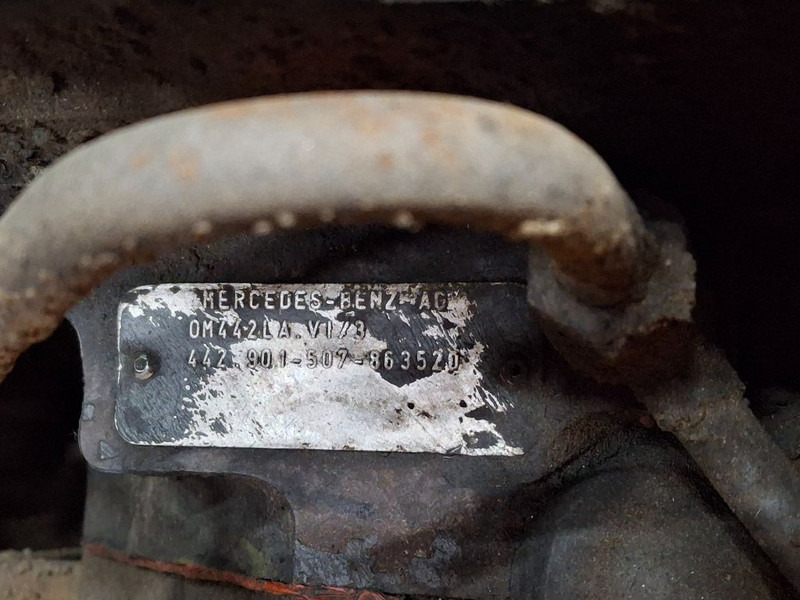 MERCEDES-BENZ AG
OM442LA.VI/3
442.901-507-863520